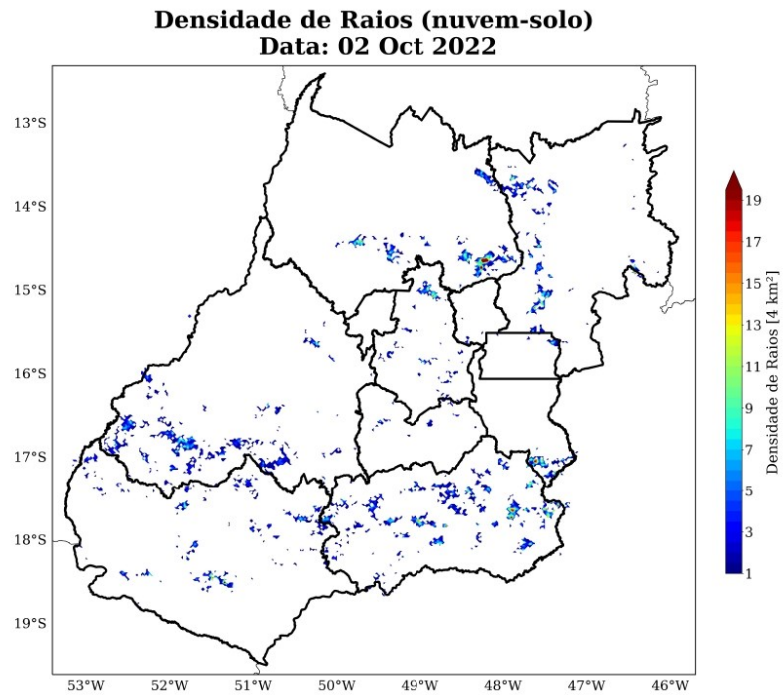 Densidade de Raios (nuvem-solo)
Data: 02 Oct 2022
13°S
14°S
15°S
16°S
17°S
18°S
19°S
53°W
52°W
51°W
50°W
49°W
48°W
47°W
46°W
19
17
15
13
11
9
7
5
3
1
Densidade de Raios [4 km²]